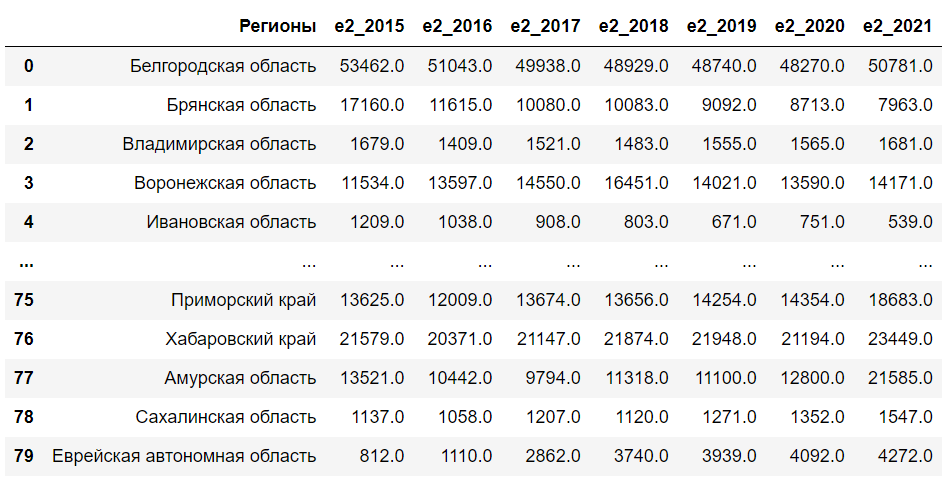 Регионы e2_2015 e2_2016 e2_2017 e2_2018 e2_2019 e2_2020 e2_2021
0 Белгородская область 53462.0 51043.0 49938.0 48929.0 48740.0 48270.0 50781.0
1 Брянская область 17160.0 11615.0 10080.0 10083.0 9092.0 8713.0 7963.0
2 Владимирская область 1679.0 1409.0 1521.0 1483.0 1555.0 1565.0 1681.0
3 Воронежская область 11534.0 13597.0 14550.0 16451.0 14021.0 13590.0 14171.0
4 Ивановская область 1209.0 1038.0 908.0 803.0 671.0 751.0 539.0
... ... ... ... ... ... ... ... ...
75 Приморский край 13625.0 12009.0 13674.0 13656.0 14254.0 14354.0 18683.0
76 Хабаровский край 21579.0 20371.0 21147.0 21874.0 21948.0 21194.0 23449.0
77 Амурская область 13521.0 10442.0 9794.0 11318.0 11100.0 12800.0 21585.0
78 Сахалинская область 1137.0 1058.0 1207.0 1120.0 1271.0 1352.0 1547.0
79 Еврейская автономная область 812.0 1110.0 2862.0 3740.0 3939.0 4092.0 4272.0